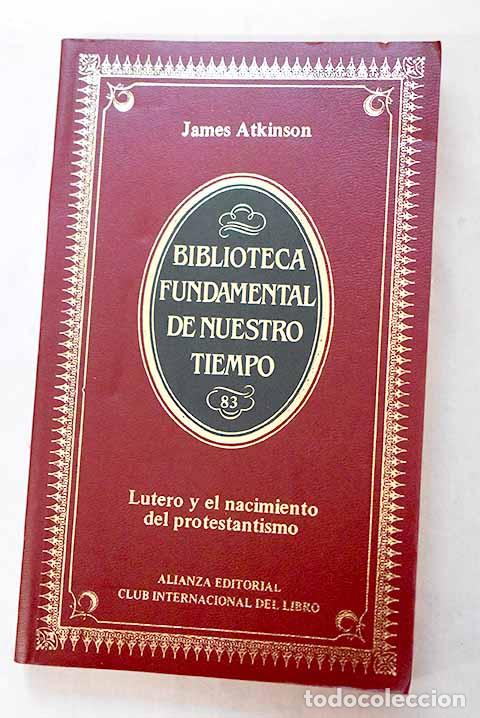 James Atkinson
BIBLIOTECA
FUNDAMENTAL
DE NUESTRO
TIEMPO
83
Lutero y el nacimiento
del protestantismo
ALIANZA EDITORIAL
CLUB INTERNACIONAL DEL LIBRO
todocoleccion